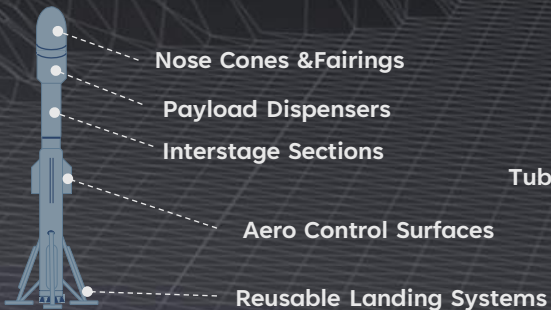 Nose Cones &Fairings
Payload Dispensers
Interstage Sections
Tub
Aero Control Surfaces
Reusable Landing Systems